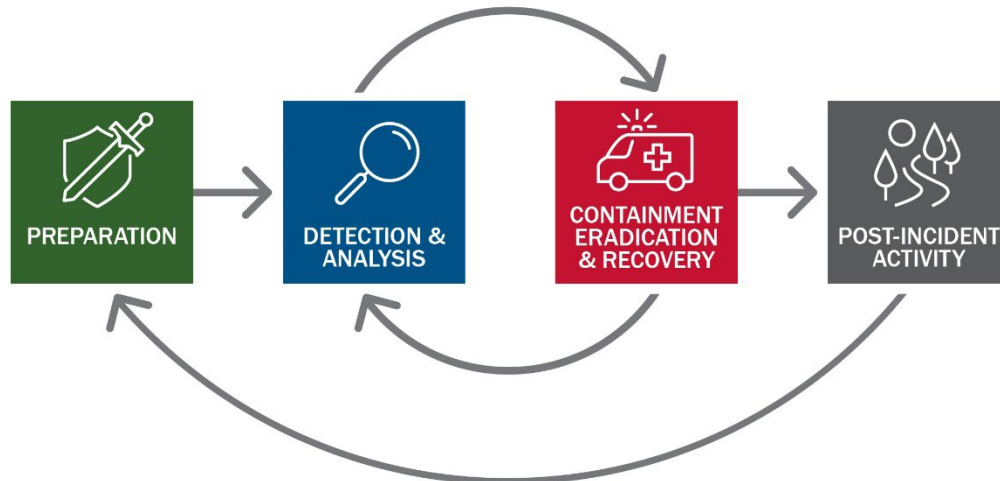 PREPARATION
DETECTION &
ANALYSIS
CONTAINMENT
ERADICATION
& RECOVERY
POST-INCIDENT
ACTIVITY